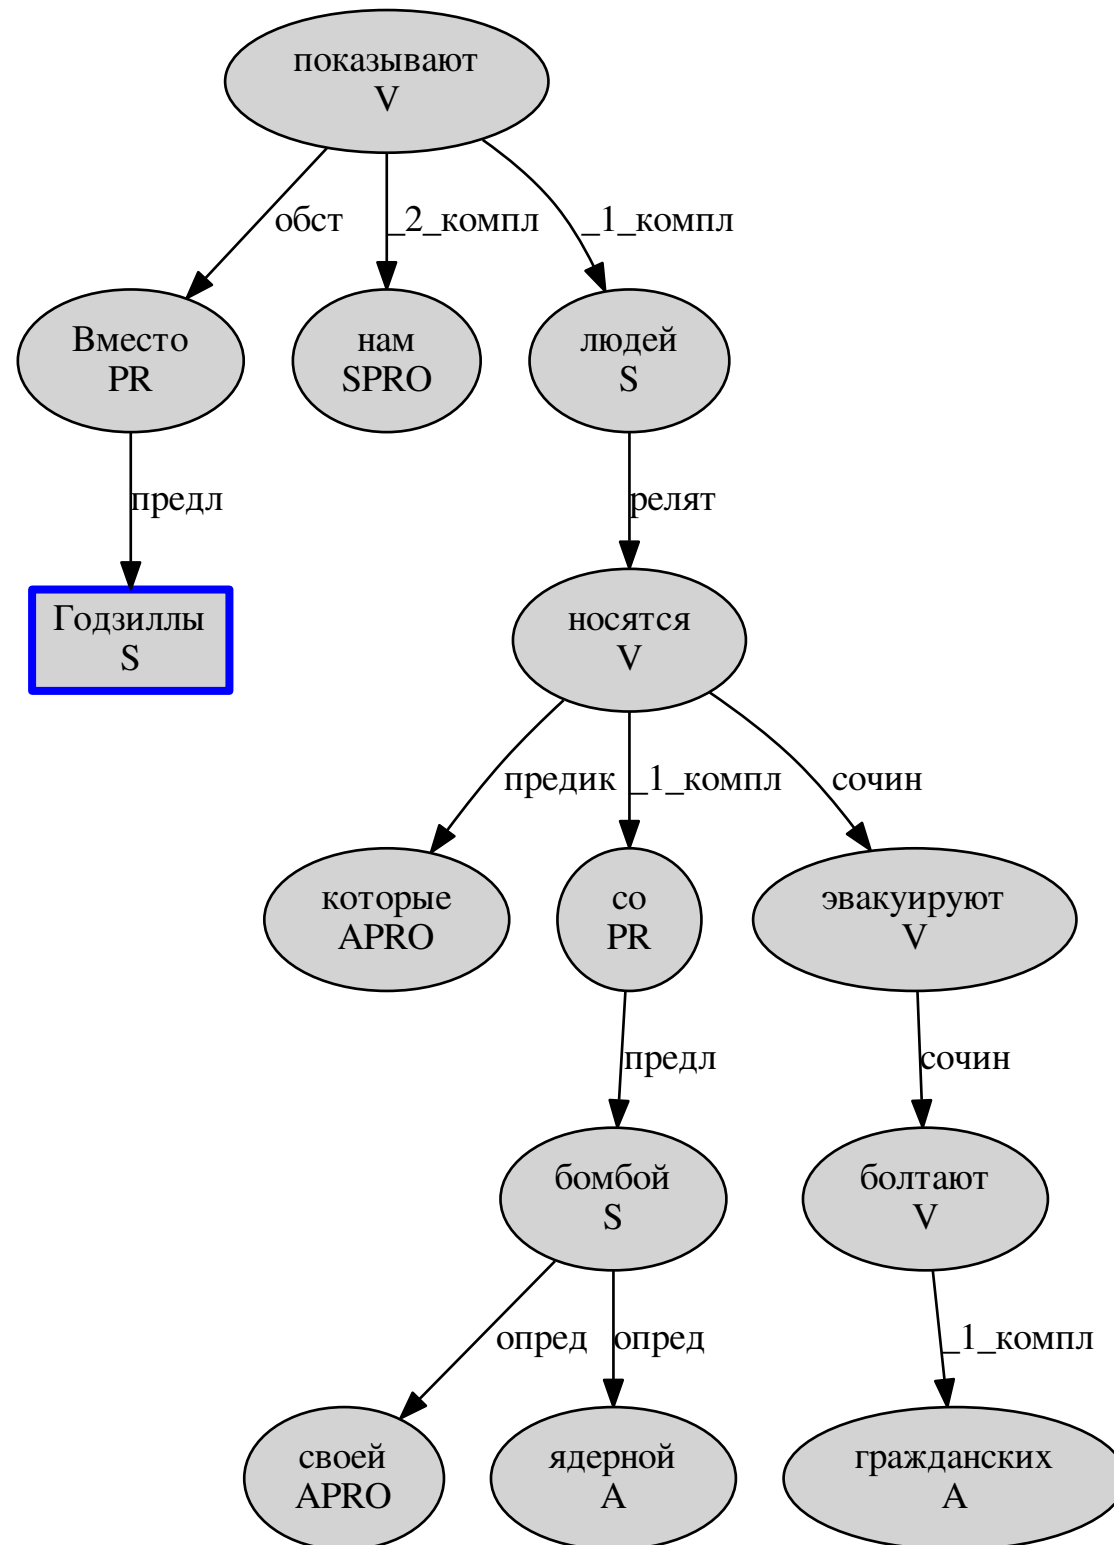 показывают
V
обст
_2_компл
_1_компл
Вместо
PR
нам
SPRO
людей
S
предл
релят
Годзиллы
S
носятся
V
предик
_1_компл
сочин
которые
APRO
со
PR
эвакуируют
V
предл
сочин
бомбой
S
болтают
V
опред
опред
_1_компл
своей
APRO
ядерной
A
гражданских
A